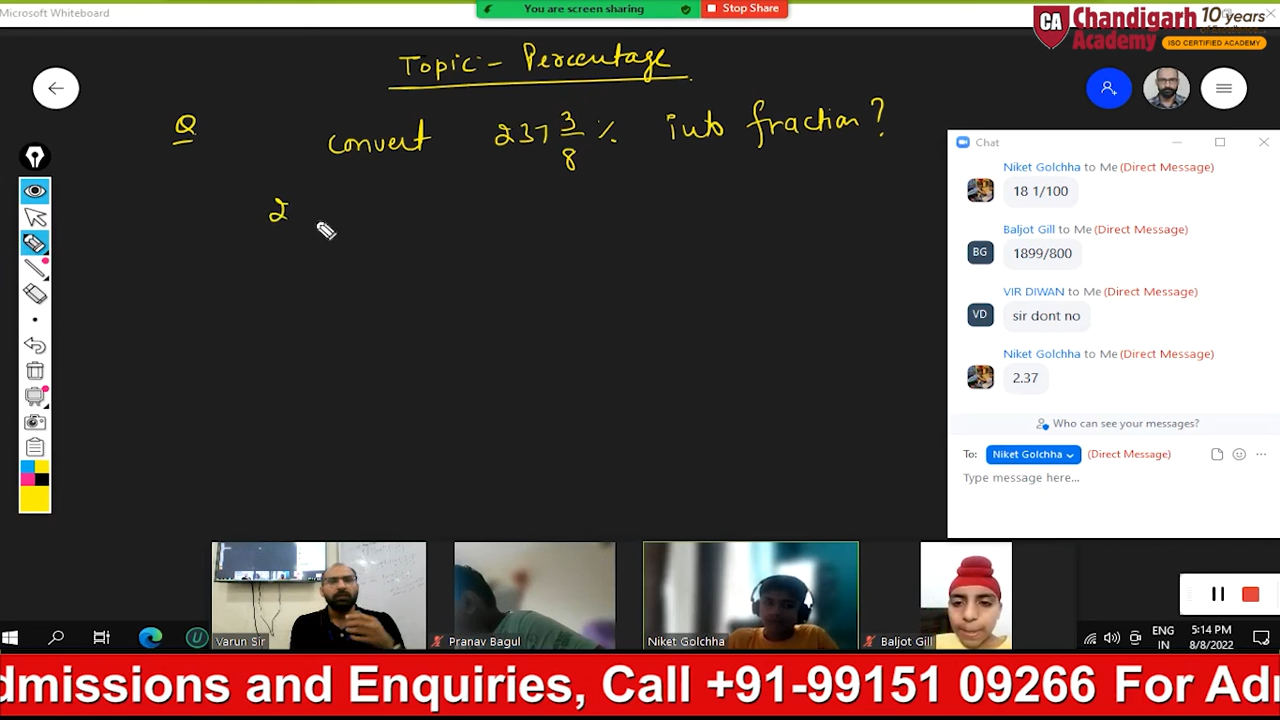 Microsoft Whiteboard
You are screen sharing
Stop Share
CA Chandigarh Academy
10 years
ISO CERTIFIED ACADEMY
Topic - Percentage
Q convert 237 3/8 % into fraction?
2
Chat
Niket Golchha to Me (Direct Message)
18 1/100
Baljot Gill to Me (Direct Message)
BG
1899/800
VIR DIWAN to Me (Direct Message)
VD
sir dont no
Niket Golchha to Me (Direct Message)
2.37
Who can see your messages?
To: Niket Golchha (Direct Message)
Type message here...
Varun Sir
Pranav Bagul
Niket Golchha
Baljot Gill
ENG
IN
5:14 PM
8/8/2022
dmissions and Enquiries, Call +91-99151 09266 For Adr